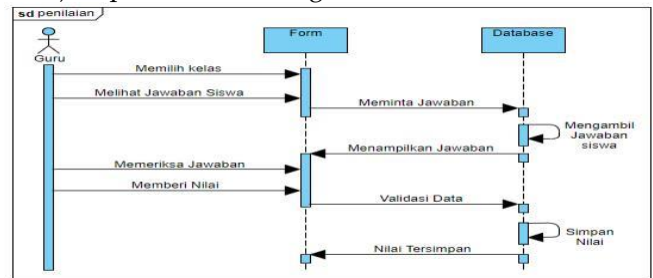 sd penilaian
Form
Database
Guru
Memilih kelas
Melihat Jawaban Siswa
Meminta Jawaban
Mengambil
Jawaban
siswa
Menampilkan Jawaban
Memeriksa Jawaban
Memberi Nilai
Validasi Data
Simpan
Nilai
Nilai Tersimpan